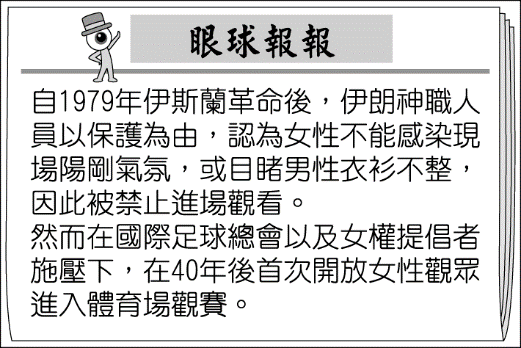 眼球報報
自1979年伊斯蘭革命後，伊朗神職人
員以保護為由，認為女性不能感染現
場陽剛氣氛，或目睹男性衣衫不整，
因此被禁止進場觀看。
然而在國際足球總會以及女權提倡者
施壓下，在40年後首次開放女性觀眾
進入體育場觀賽。